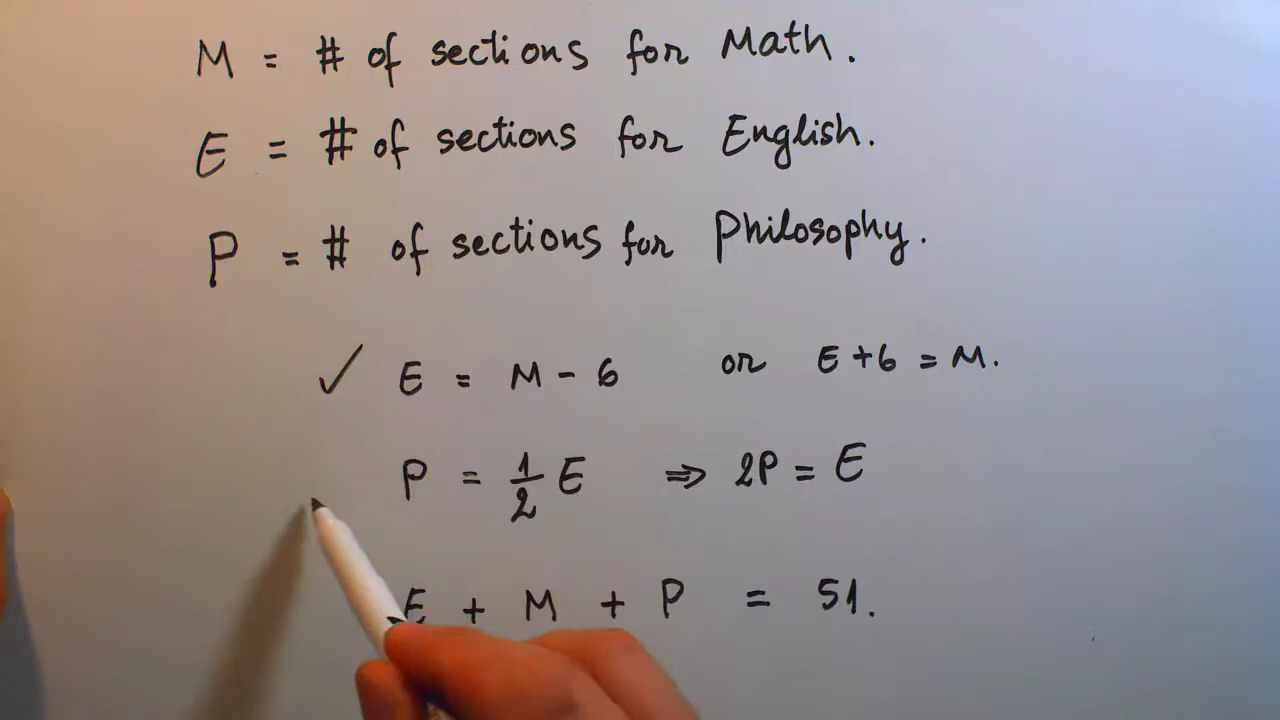 M = # of sections for Math.
E = # of sections for English.
P = # of sections for Philosophy.
✓ E = M - 6 or E + 6 = M.
P = 1/2 E ⇒ 2P = E
E + M + P = 51.